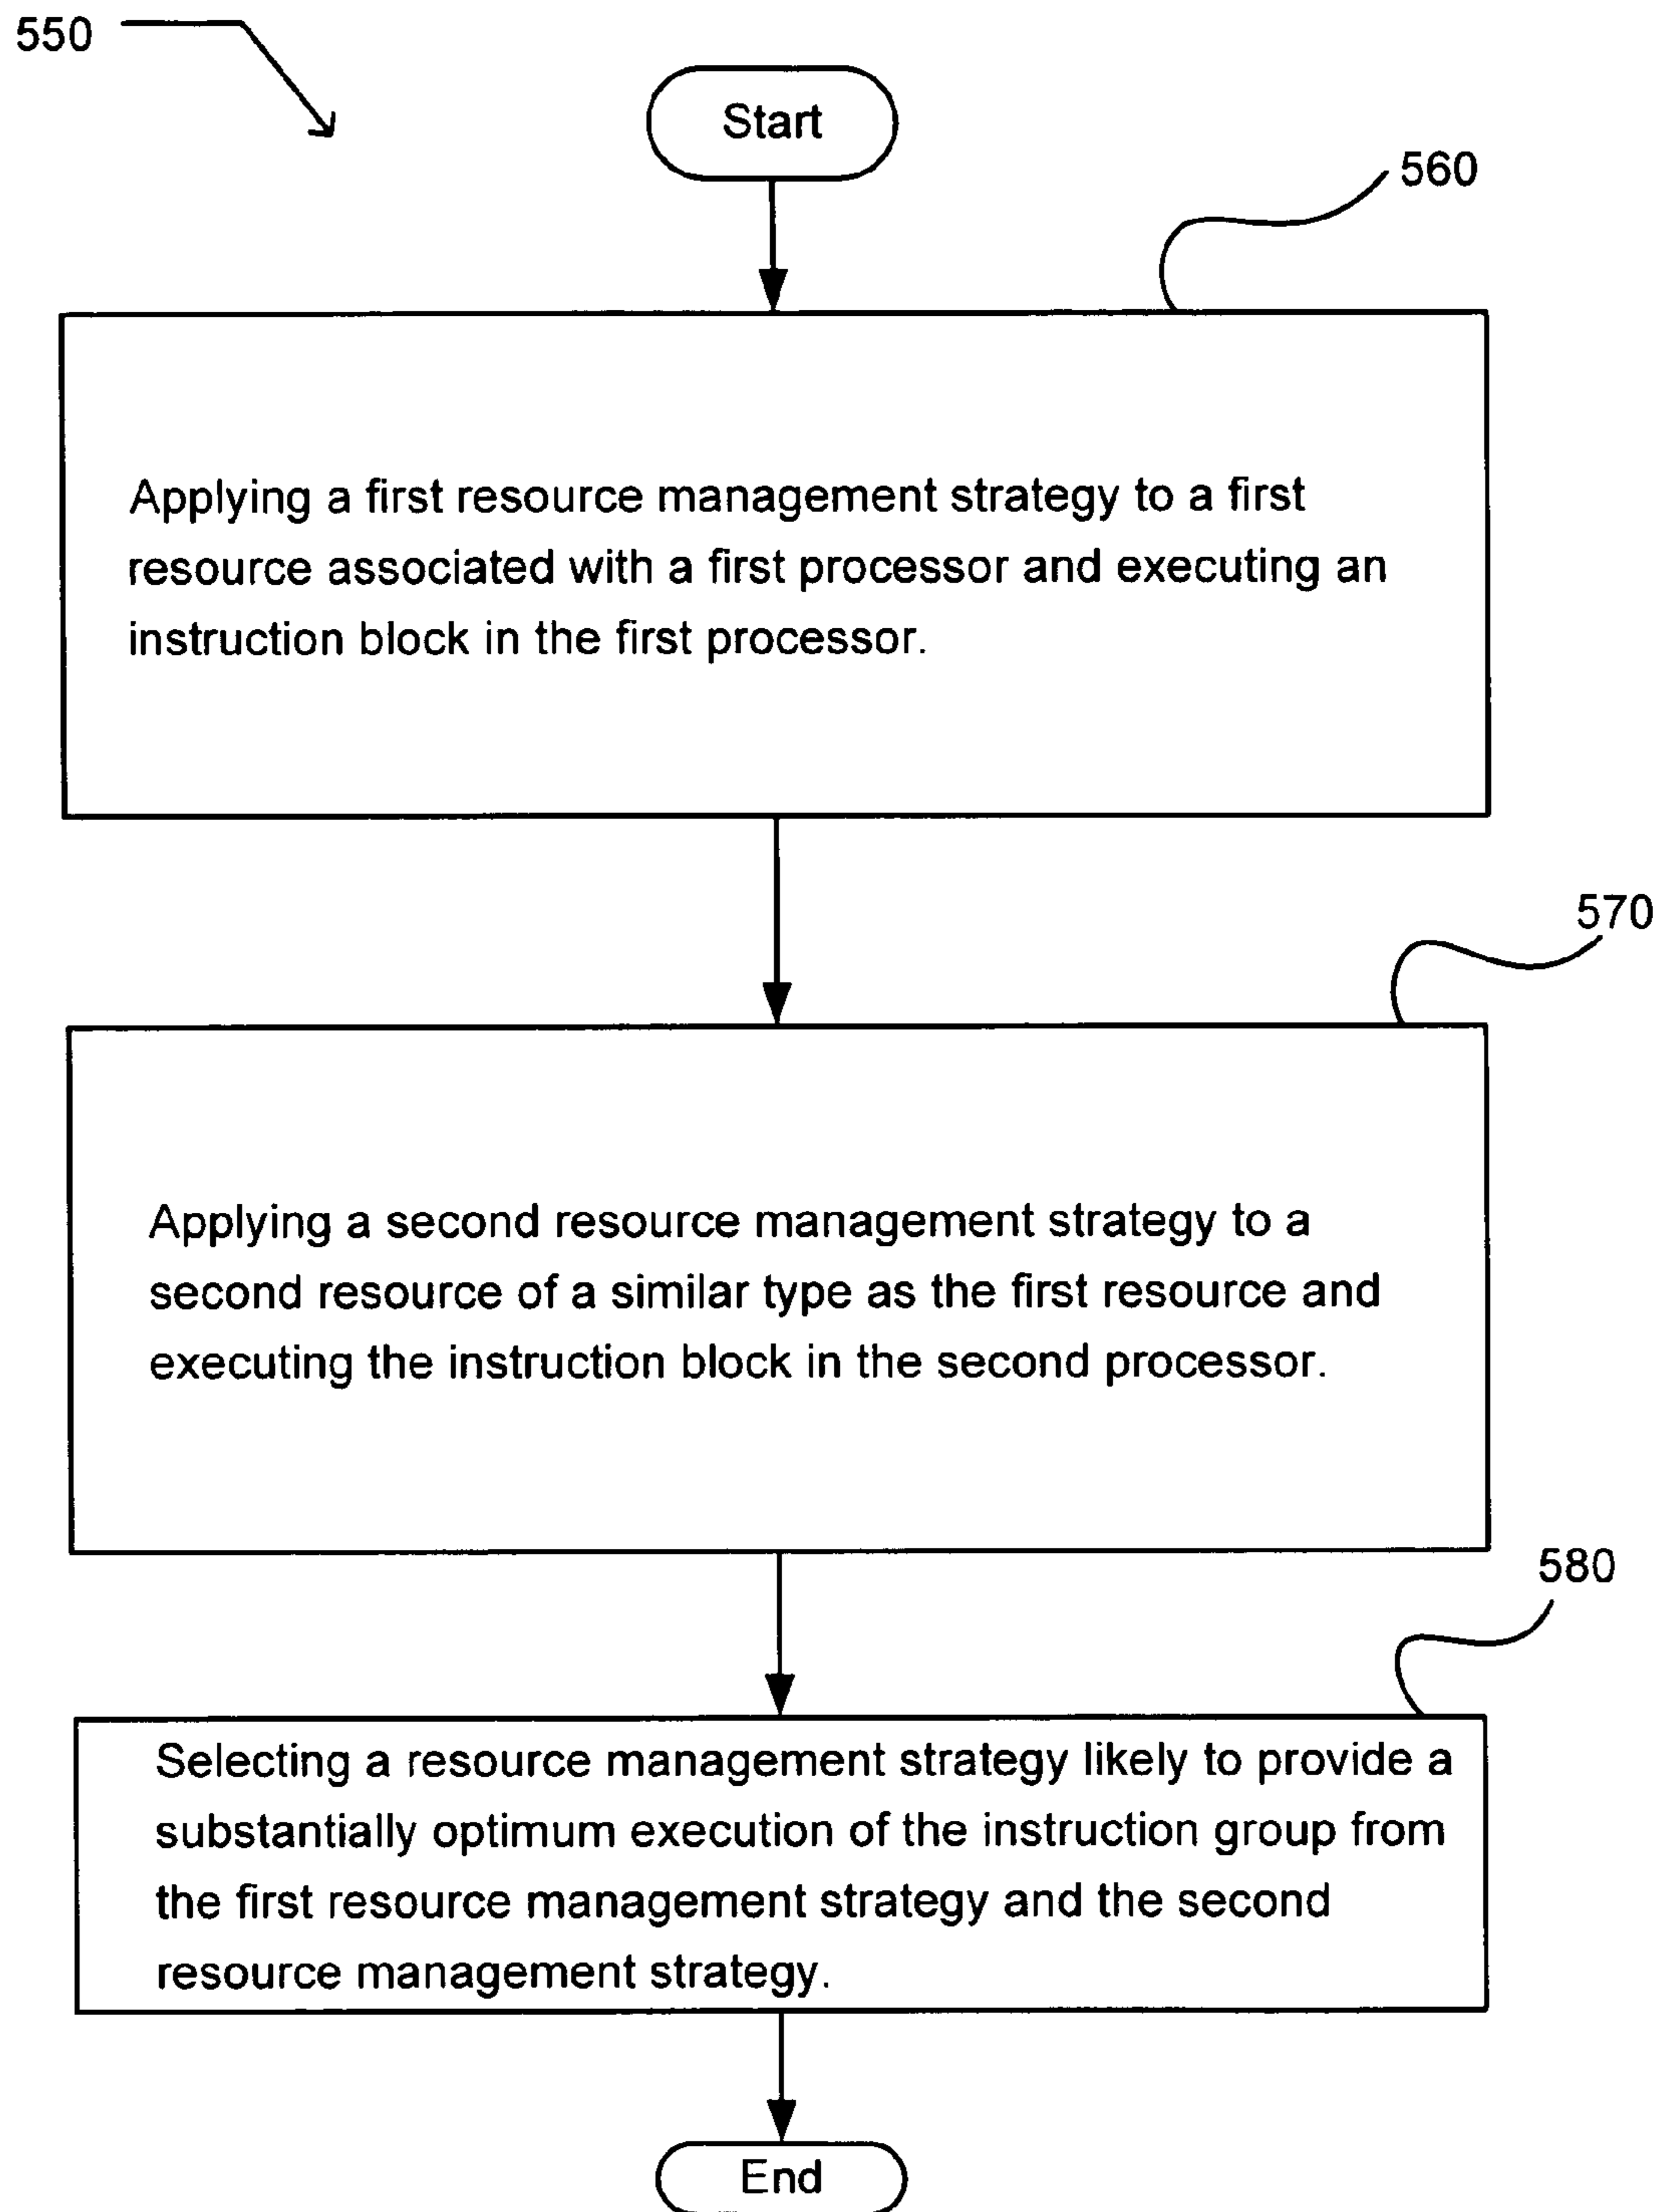 550
Start
560
Applying a first resource management strategy to a first
resource associated with a first processor and executing an
instruction block in the first processor.
570
Applying a second resource management strategy to a
second resource of a similar type as the first resource and
executing the instruction block in the second processor.
580
Selecting a resource management strategy likely to provide a
substantially optimum execution of the instruction group from
the first resource management strategy and the second
resource management strategy.
End